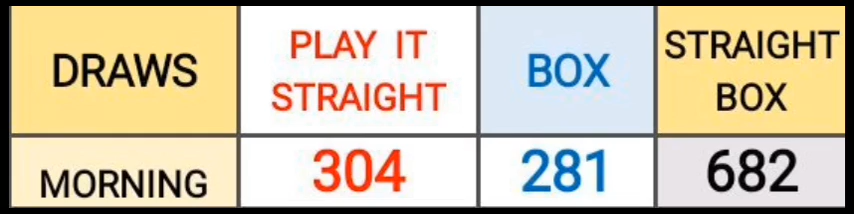 DRAWS
PLAY IT
STRAIGHT
BOX
STRAIGHT
BOX
MORNING
304
281
682